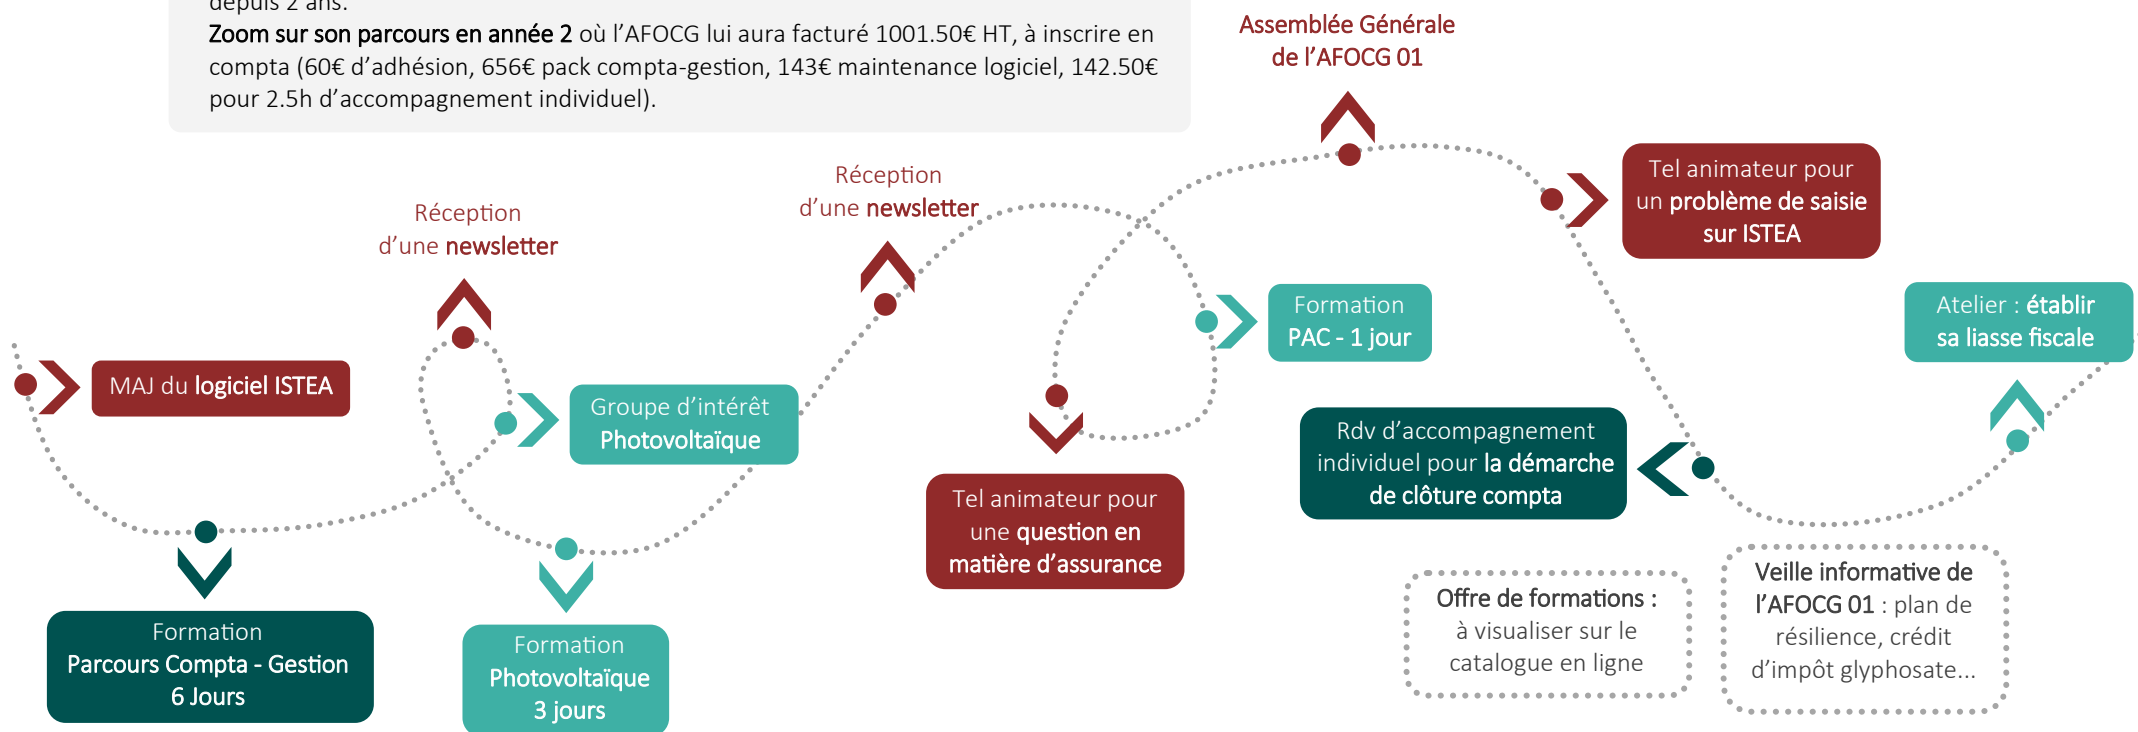 depuis 2 ans.
Zoom sur son parcours en année 2 où l'AFOCG lui aura facturé 1001.50€ HT, à inscrire en
compta (60€ d'adhésion, 656€ pack compta-gestion, 143€ maintenance logiciel, 142.50€
pour 2.5h d'accompagnement individuel).
MAJ du logiciel ISTEA
Formation
Parcours Compta - Gestion
6 Jours
Réception
d'une newsletter
Groupe d'intérêt
Photovoltaïque
Formation
Photovoltaïque
3 jours
Réception
d'une newsletter
Formation
PAC - 1 jour
Tel animateur pour
une question en
matière d'assurance
Assemblée Générale
de l'AFOCG 01
Tel animateur pour
un problème de saisie
sur ISTEA
Rdv d'accompagnement
individuel pour la démarche
de clôture compta
Atelier : établir
sa liasse fiscale
Offre de formations :
à visualiser sur le
catalogue en ligne
Veille informative de
l'AFOCG 01 : plan de
résilience, crédit
d'impôt glyphosate...